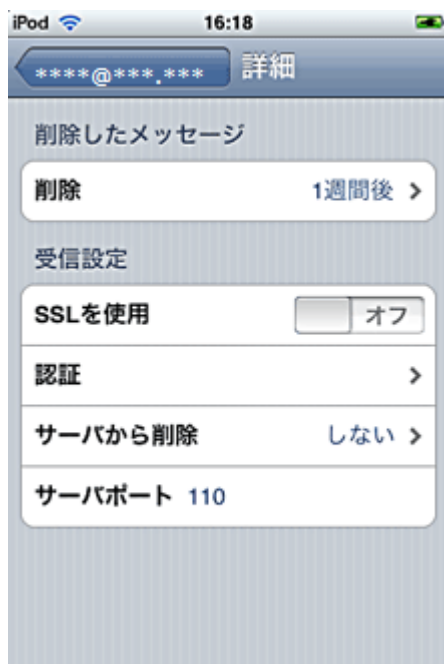 iPod 16:18
****@***.*** 詳細
削除したメッセージ
削除 1週間後
受信設定
SSLを使用 オフ
認証
サーバから削除 しない
サーバポート 110